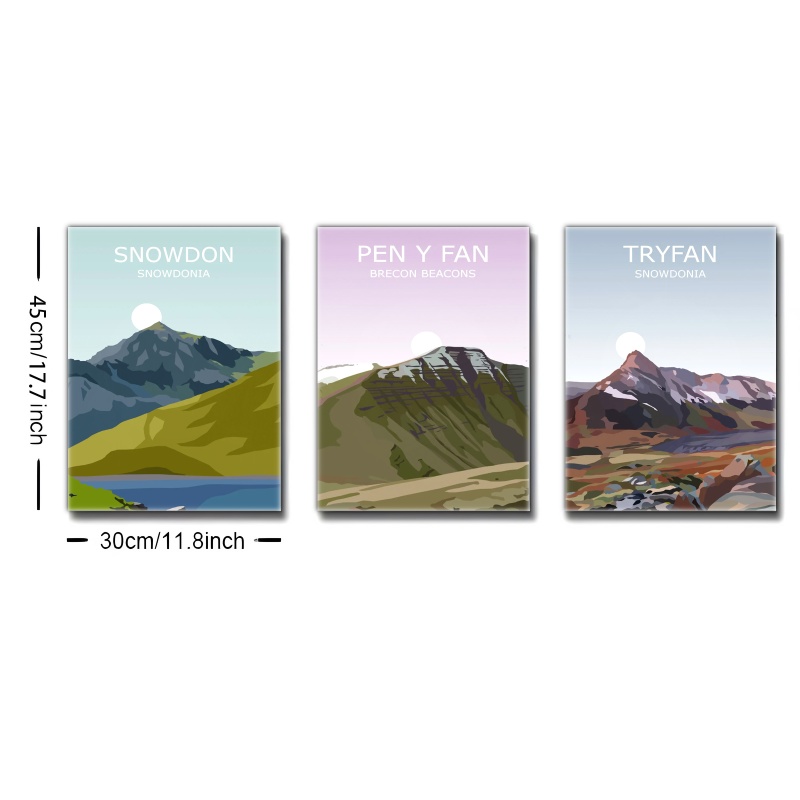 SNOWDON
SNOWDONIA
PEN Y FAN
BRECON BEACONS
TRYFAN
SNOWDONIA
45cm/17.7inch
30cm/11.8inch